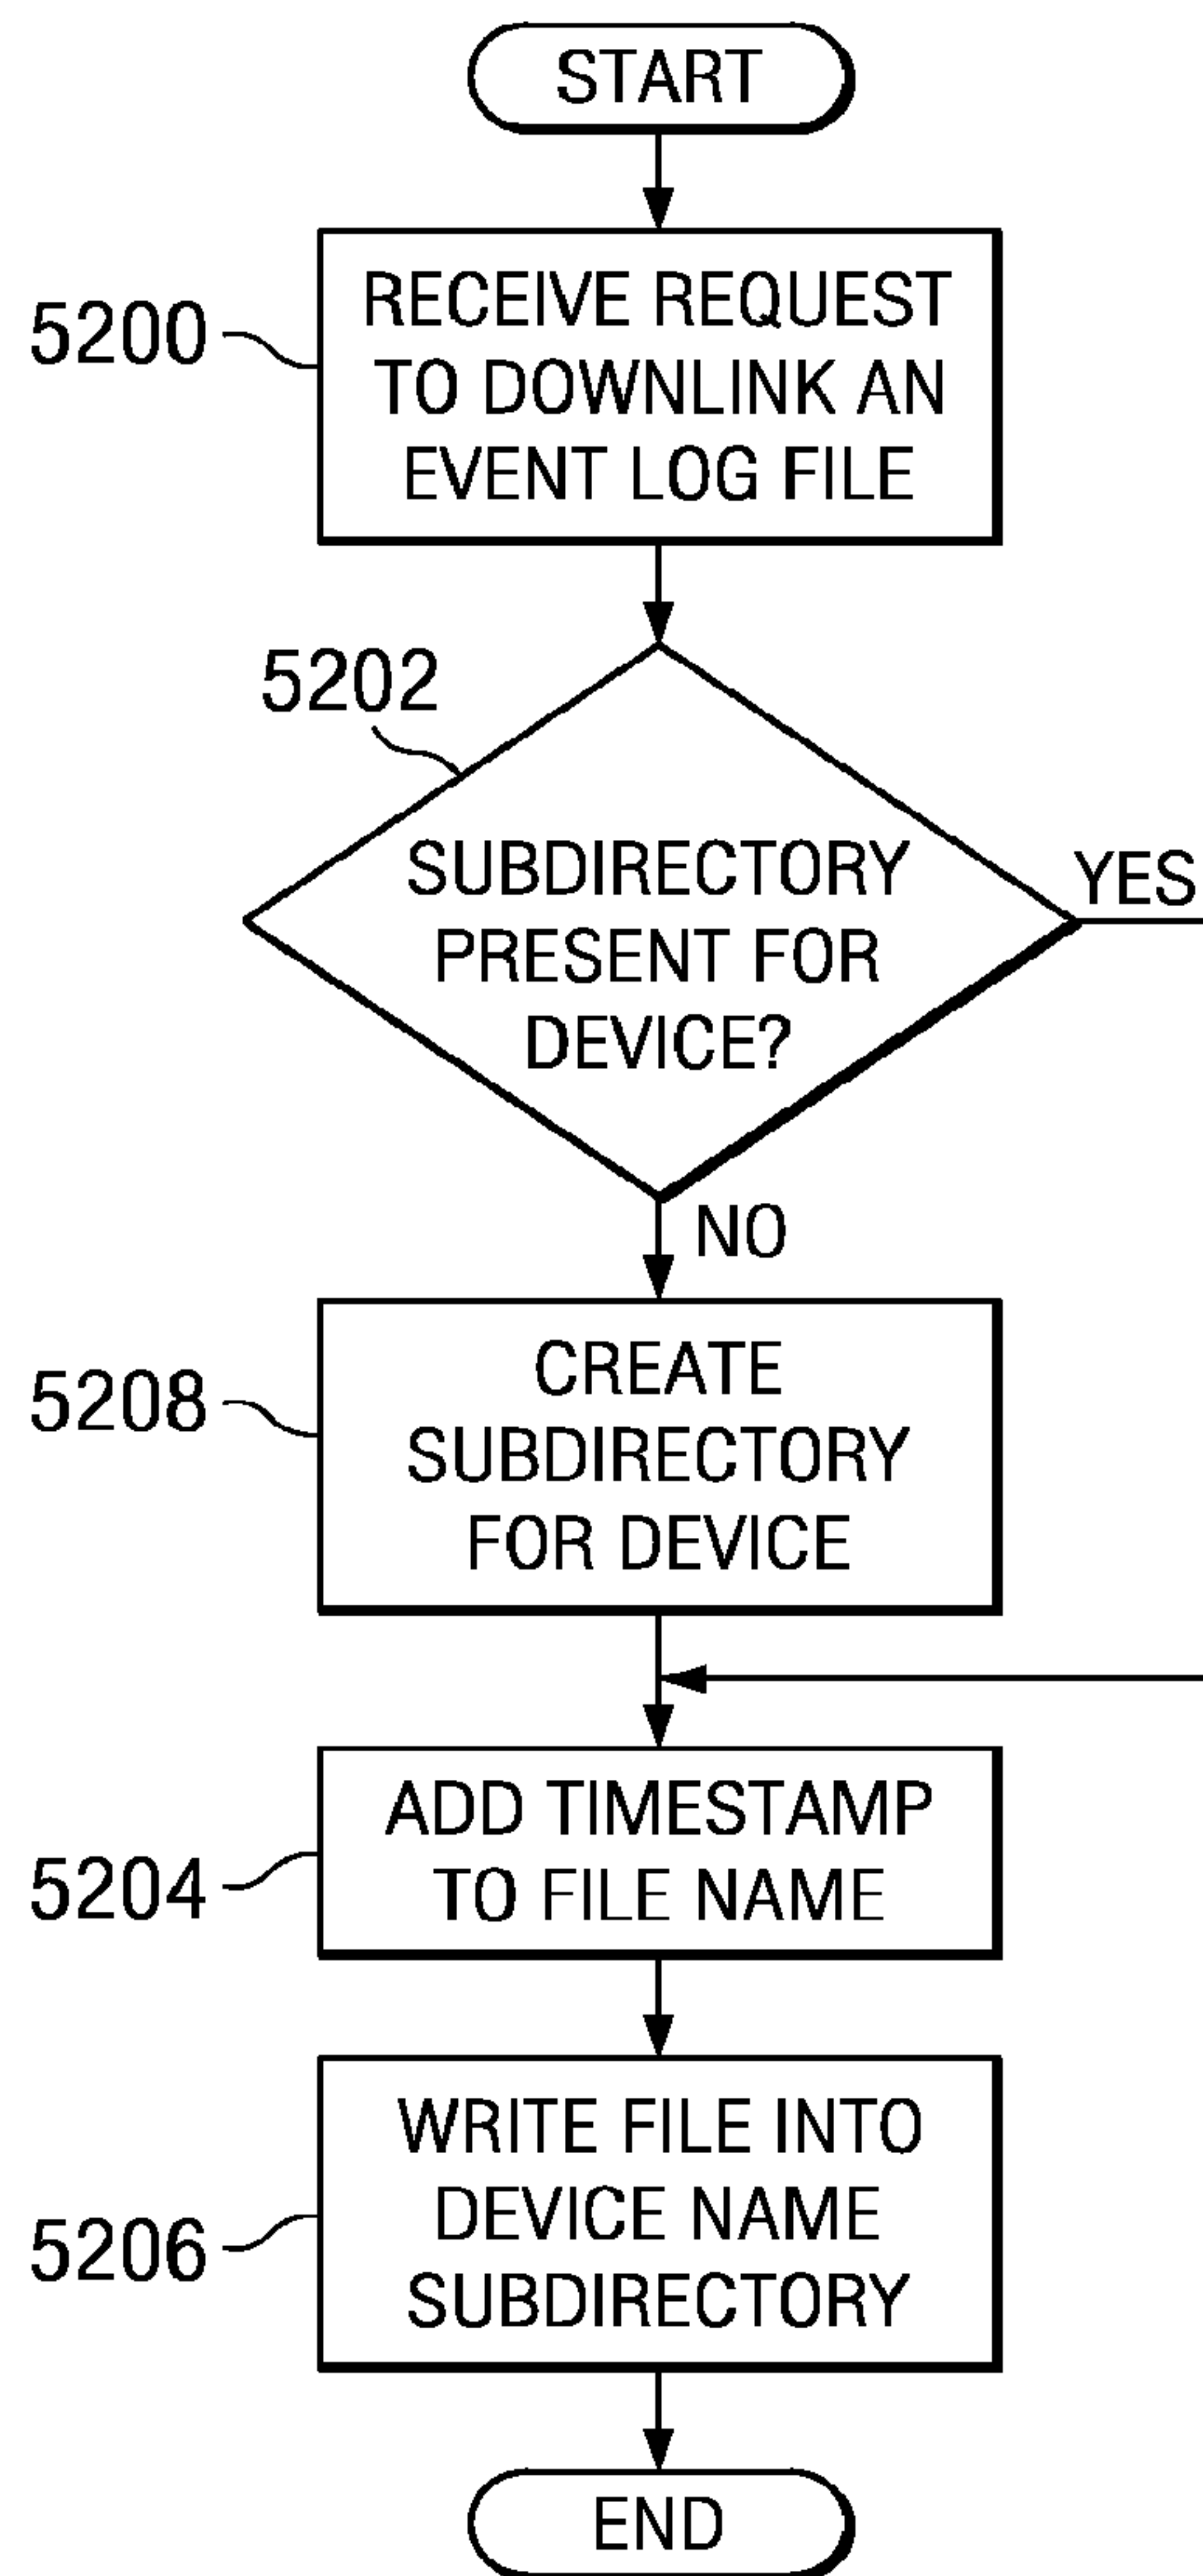 START
5200
RECEIVE REQUEST
TO DOWNLINK AN
EVENT LOG FILE
5202
SUBDIRECTORY
PRESENT FOR
DEVICE?
YES
NO
5208
CREATE
SUBDIRECTORY
FOR DEVICE
5204
ADD TIMESTAMP
TO FILE NAME
5206
WRITE FILE INTO
DEVICE NAME
SUBDIRECTORY
END